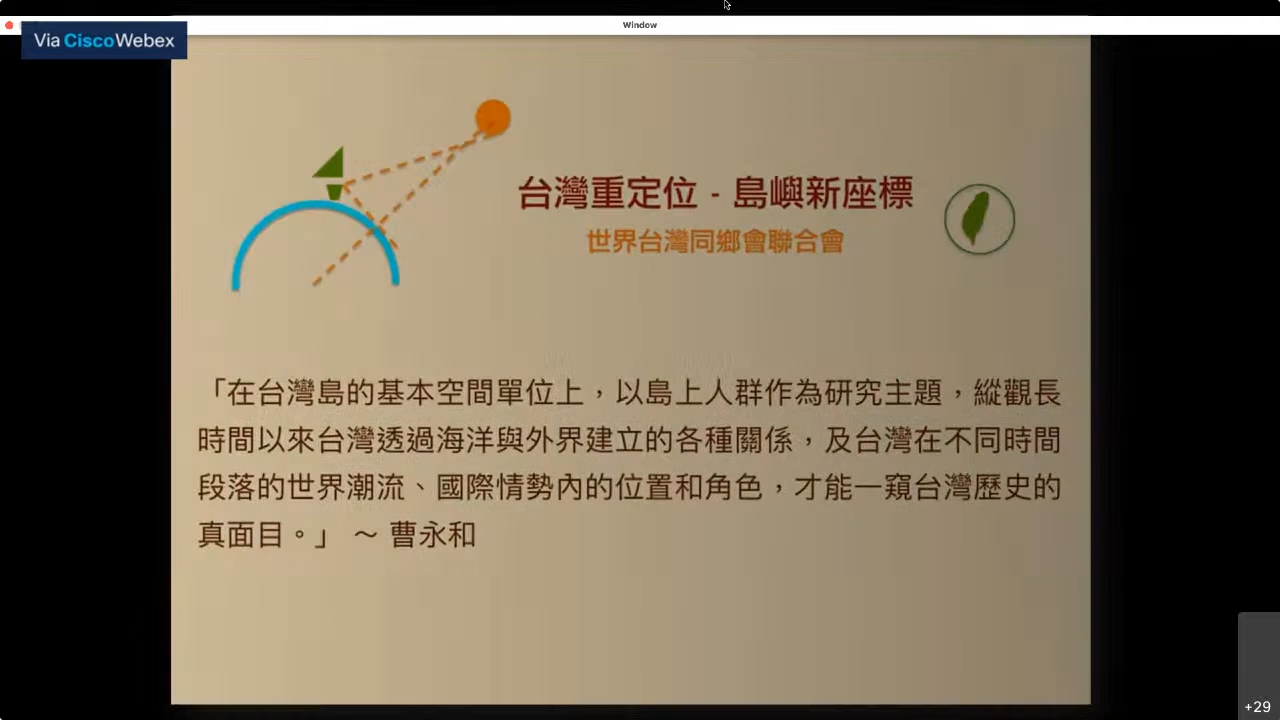 Window
Via CiscoWebex
台灣重定位 - 島嶼新座標
世界台灣同鄉會聯合會
「在台灣島的基本空間單位上，以島上人群作為研究主題，縱觀長
時間以來台灣透過海洋與外界建立的各種關係，及台灣在不同時間
段落的世界潮流、國際情勢內的位置和角色，才能一窺台灣歷史的
真面目。」 ～ 曹永和
+29